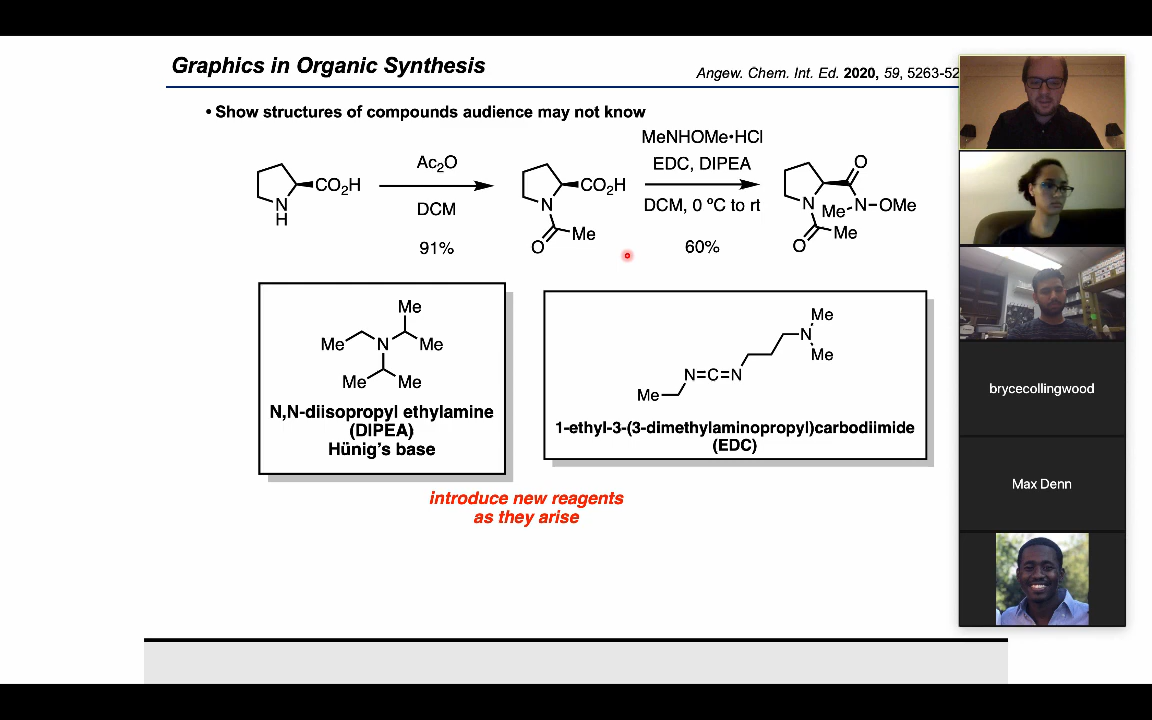 Graphics in Organic Synthesis
Angew. Chem. Int. Ed. 2020, 59, 5263-52
• Show structures of compounds audience may not know
MeNHOMe•HCl
Ac2O
EDC, DIPEA
O
CO2H
CO2H
N
H
DCM
N
DCM, 0 ºC to rt
N
Me
N
OMe
O
Me
O
Me
91%
60%
Me
Me
N
Me
Me
Me
N,N-diisopropyl ethylamine
(DIPEA)
Hünig's base
Me
N
Me
N=C=N
Me
1-ethyl-3-(3-dimethylaminopropyl)carbodiimide
(EDC)
introduce new reagents
as they arise
brycecollingwood
Max Denn